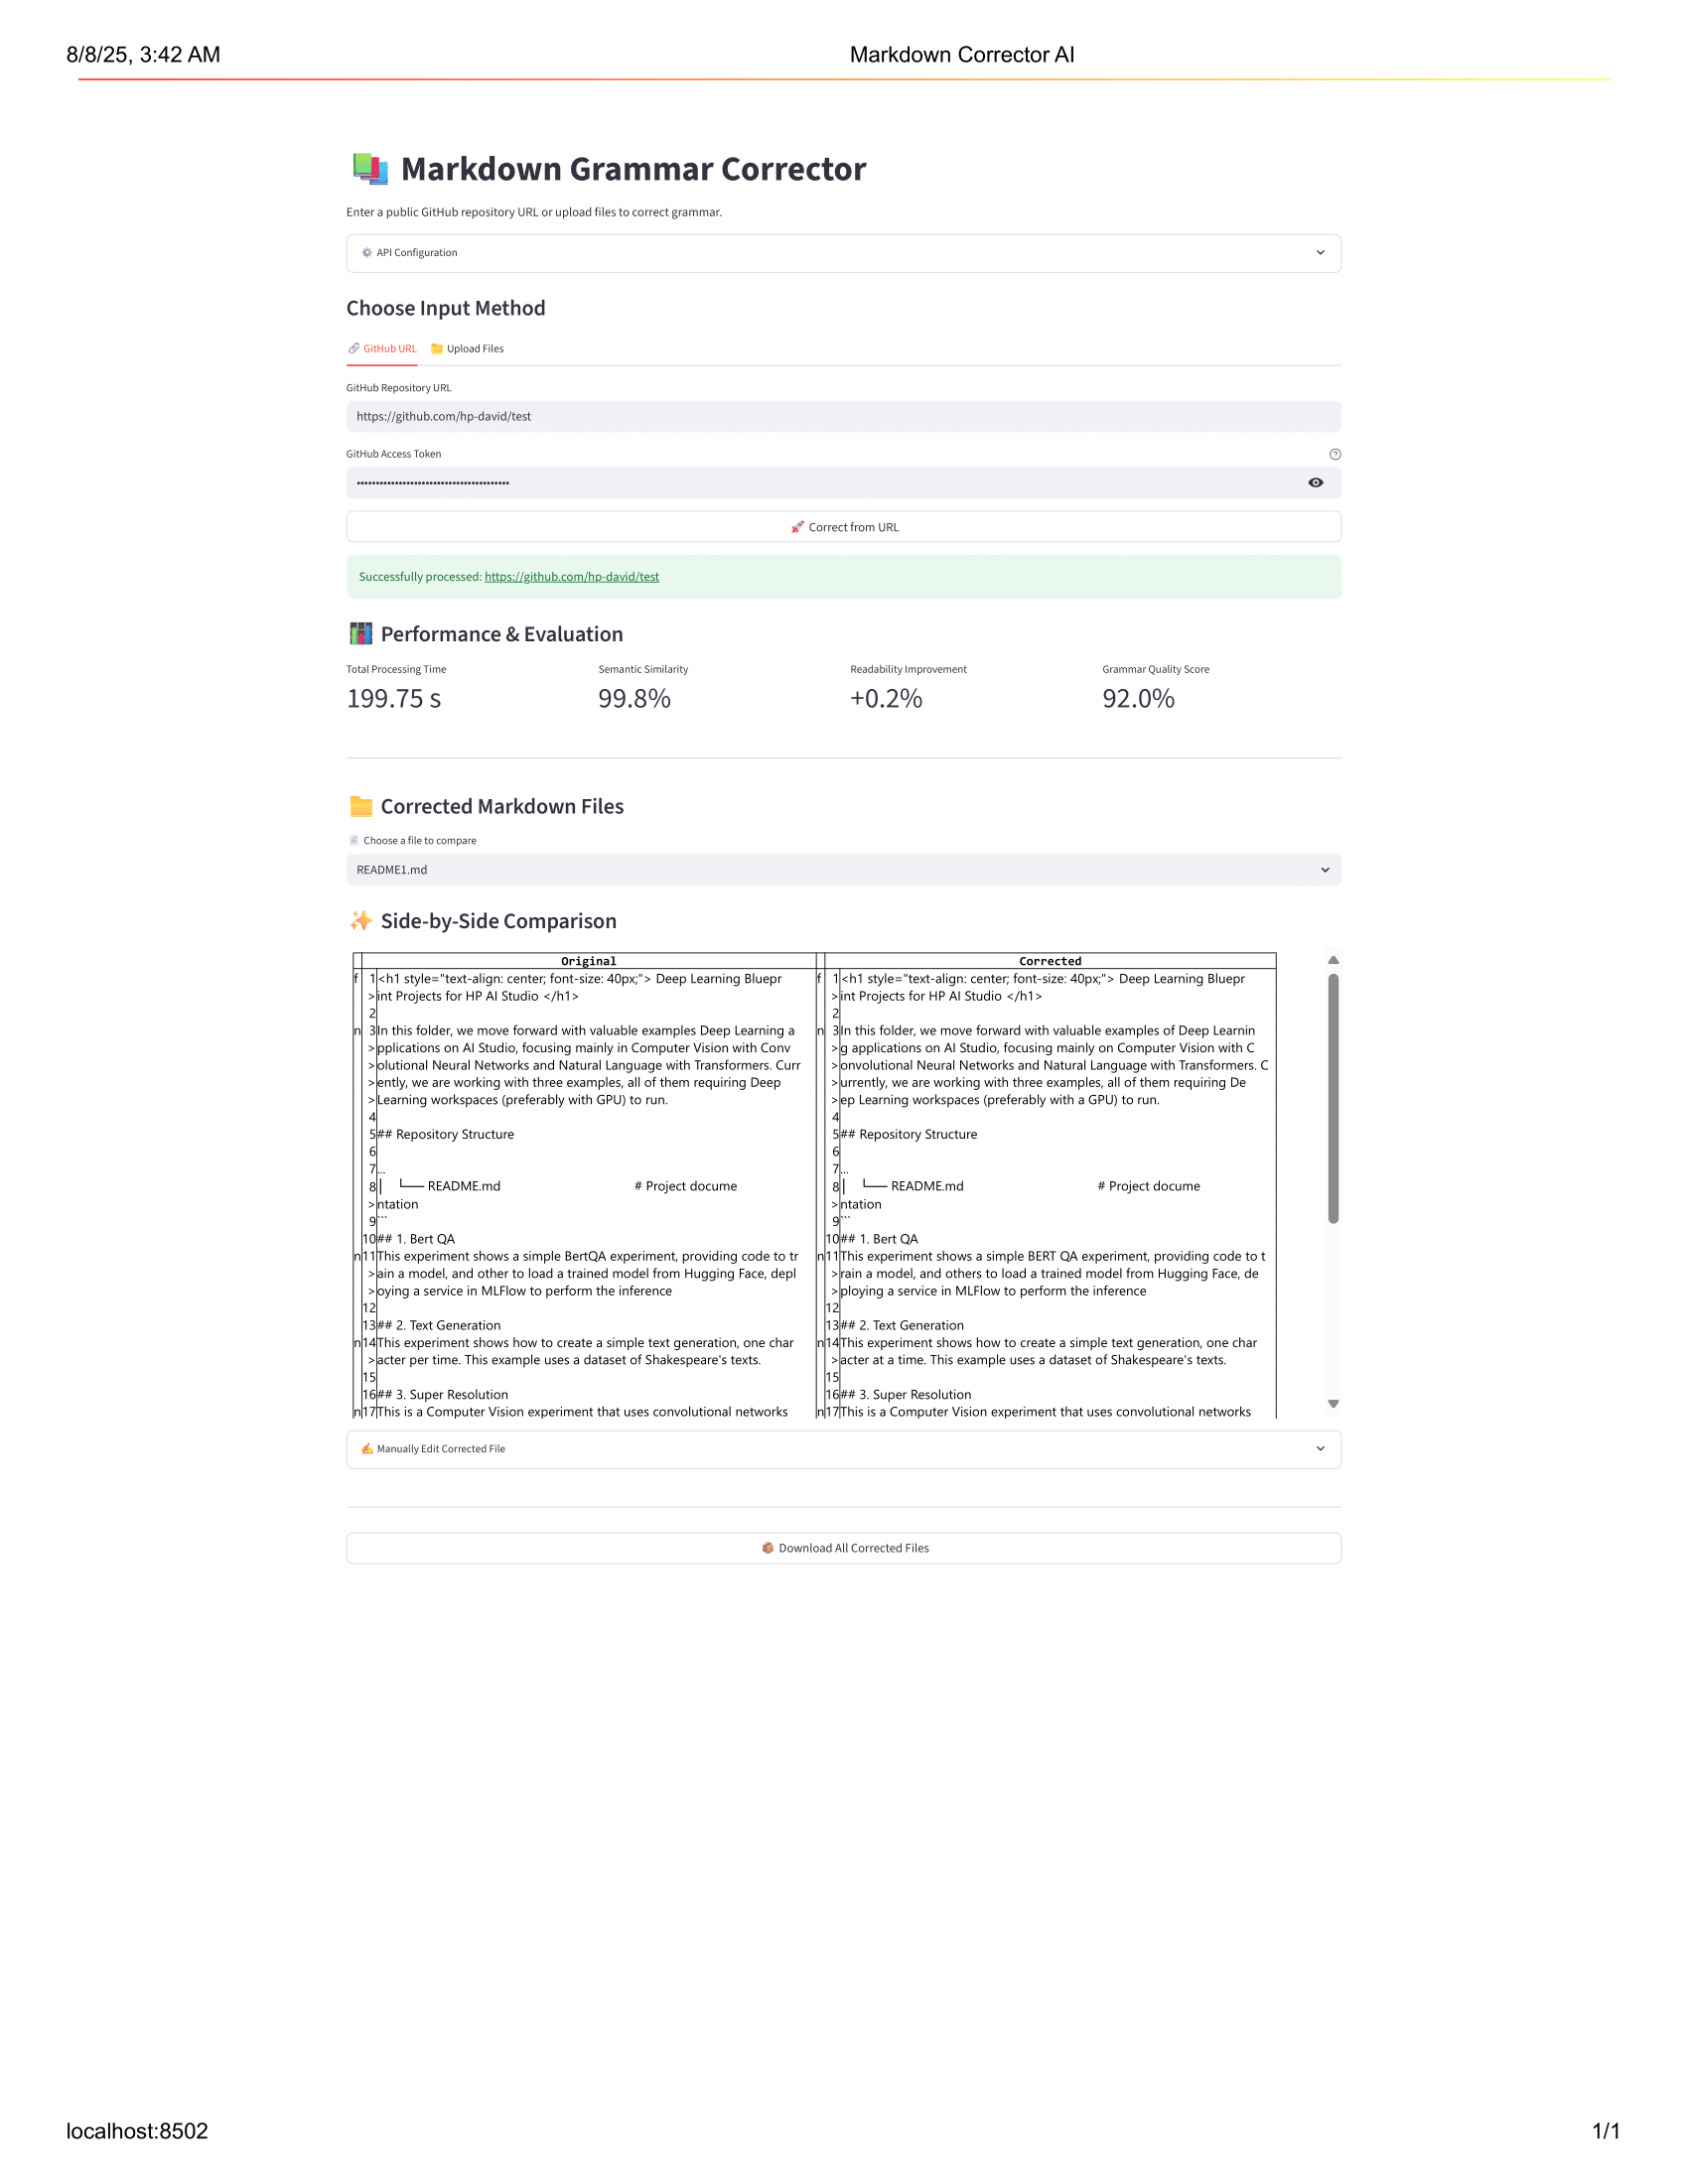 8/8/25, 3:42 AM
Markdown Corrector AI
📚 Markdown Grammar Corrector
Enter a public GitHub repository URL or upload files to correct grammar.
⚙️ API Configuration
Choose Input Method
🔗 GitHub URL 📁 Upload Files
GitHub Repository URL
https://github.com/hp-david/test
GitHub Access Token
••••••••••••••••••••••••••••••••••••••••
🚀 Correct from URL
Successfully processed: https://github.com/hp-david/test
📊 Performance & Evaluation
Total Processing Time
199.75 s
Semantic Similarity
99.8%
Readability Improvement
+0.2%
Grammar Quality Score
92.0%
📁 Corrected Markdown Files
📄 Choose a file to compare
README1.md
✨ Side-by-Side Comparison
Original
f 1<h1 style="text-align: center; font-size: 40px;"> Deep Learning Bluepr
>int Projects for HP AI Studio </h1>
2
n 3In this folder, we move forward with valuable examples Deep Learning a
>pplications on AI Studio, focusing mainly in Computer Vision with Conv
>olutional Neural Networks and Natural Language with Transformers. Curr
>ently, we are working with three examples, all of them requiring Deep
>Learning workspaces (preferably with GPU) to run.
4
5## Repository Structure
6
7...
8│ └── README.md # Project docume
>ntation
9```
10## 1. Bert QA
n11This experiment shows a simple BertQA experiment, providing code to tr
>ain a model, and other to load a trained model from Hugging Face, depl
>oying a service in MLFlow to perform the inference
12
13## 2. Text Generation
n14This experiment shows how to create a simple text generation, one char
>acter per time. This example uses a dataset of Shakespeare's texts.
15
16## 3. Super Resolution
n17This is a Computer Vision experiment that uses convolutional networks
Corrected
f 1<h1 style="text-align: center; font-size: 40px;"> Deep Learning Bluepr
>int Projects for HP AI Studio </h1>
2
n 3In this folder, we move forward with valuable examples of Deep Learnin
>g applications on AI Studio, focusing mainly on Computer Vision with C
>onvolutional Neural Networks and Natural Language with Transformers. C
>urrently, we are working with three examples, all of them requiring De
>ep Learning workspaces (preferably with a GPU) to run.
4
5## Repository Structure
6
7...
8│ └── README.md # Project docume
>ntation
9```
10## 1. Bert QA
n11This experiment shows a simple BERT QA experiment, providing code to t
>rain a model, and others to load a trained model from Hugging Face, de
>ploying a service in MLFlow to perform the inference
12
13## 2. Text Generation
n14This experiment shows how to create a simple text generation, one char
>acter at a time. This example uses a dataset of Shakespeare's texts.
15
16## 3. Super Resolution
n17This is a Computer Vision experiment that uses convolutional networks
✍️ Manually Edit Corrected File
📦 Download All Corrected Files
localhost:8502
1/1